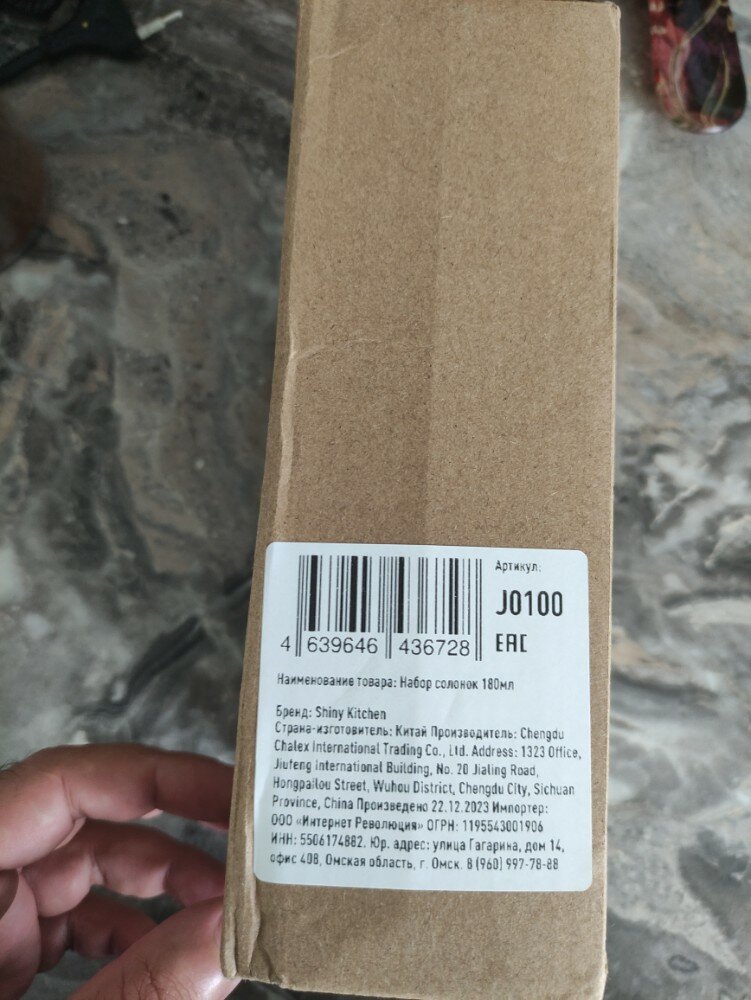 Артикул:
J0100
EAC
4 639646 436728
Наименование товара: Набор солонок 180мл
Бренд: Shiny Kitchen
Страна-изготовитель: Китай Производитель: Chengdu
Chalex International Trading Co., Ltd. Address: 1323 Office,
Jiufeng International Building, No. 20 Jialing Road,
Hongpailou Street, Wuhou District, Chengdu City, Sichuan
Province, China Произведено 22.12.2023 Импортер:
ООО «Интернет Революция» ОГРН: 1195543001906
ИНН: 5506174882. Юр. адрес: улица Гагарина, дом 14,
офис 408, Омская область, г. Омск. 8 (960) 997-78-88